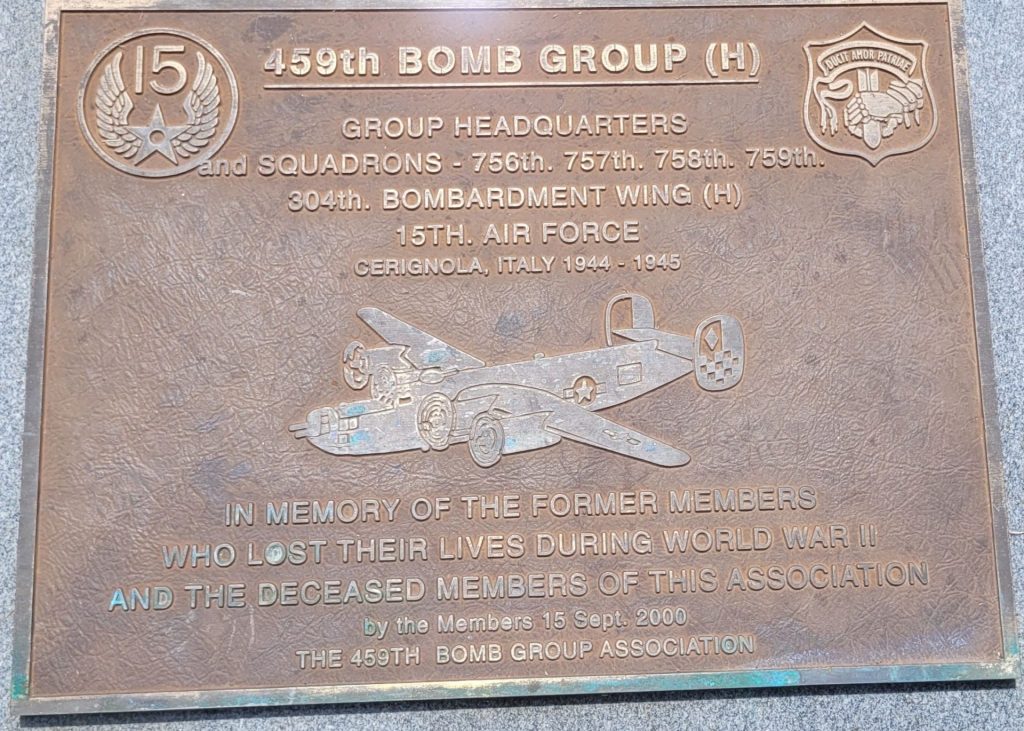 15
459th BOMB GROUP (H)
DUCIT AMOR PATRIAE
GROUP HEADQUARTERS
and SQUADRONS - 756th. 757th. 758th. 759th.
304th. BOMBARDMENT WING (H)
15TH. AIR FORCE
CERIGNOLA, ITALY 1944 - 1945
IN MEMORY OF THE FORMER MEMBERS
WHO LOST THEIR LIVES DURING WORLD WAR II
AND THE DECEASED MEMBERS OF THIS ASSOCIATION
by the Members 15 Sept. 2000
THE 459TH BOMB GROUP ASSOCIATION